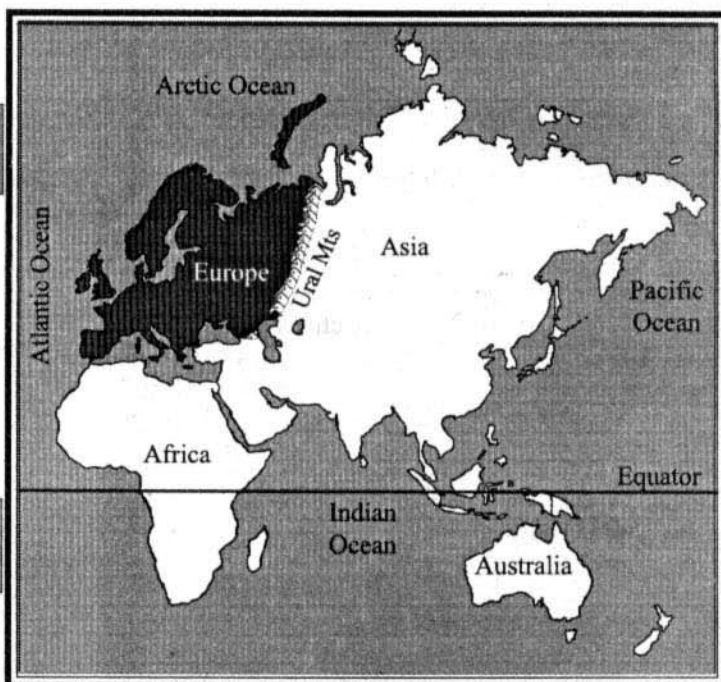 Arctic Ocean
Atlantic Ocean
Europe
Ural Mts
Asia
Pacific
Ocean
Africa
Equator
Indian
Ocean
Australia